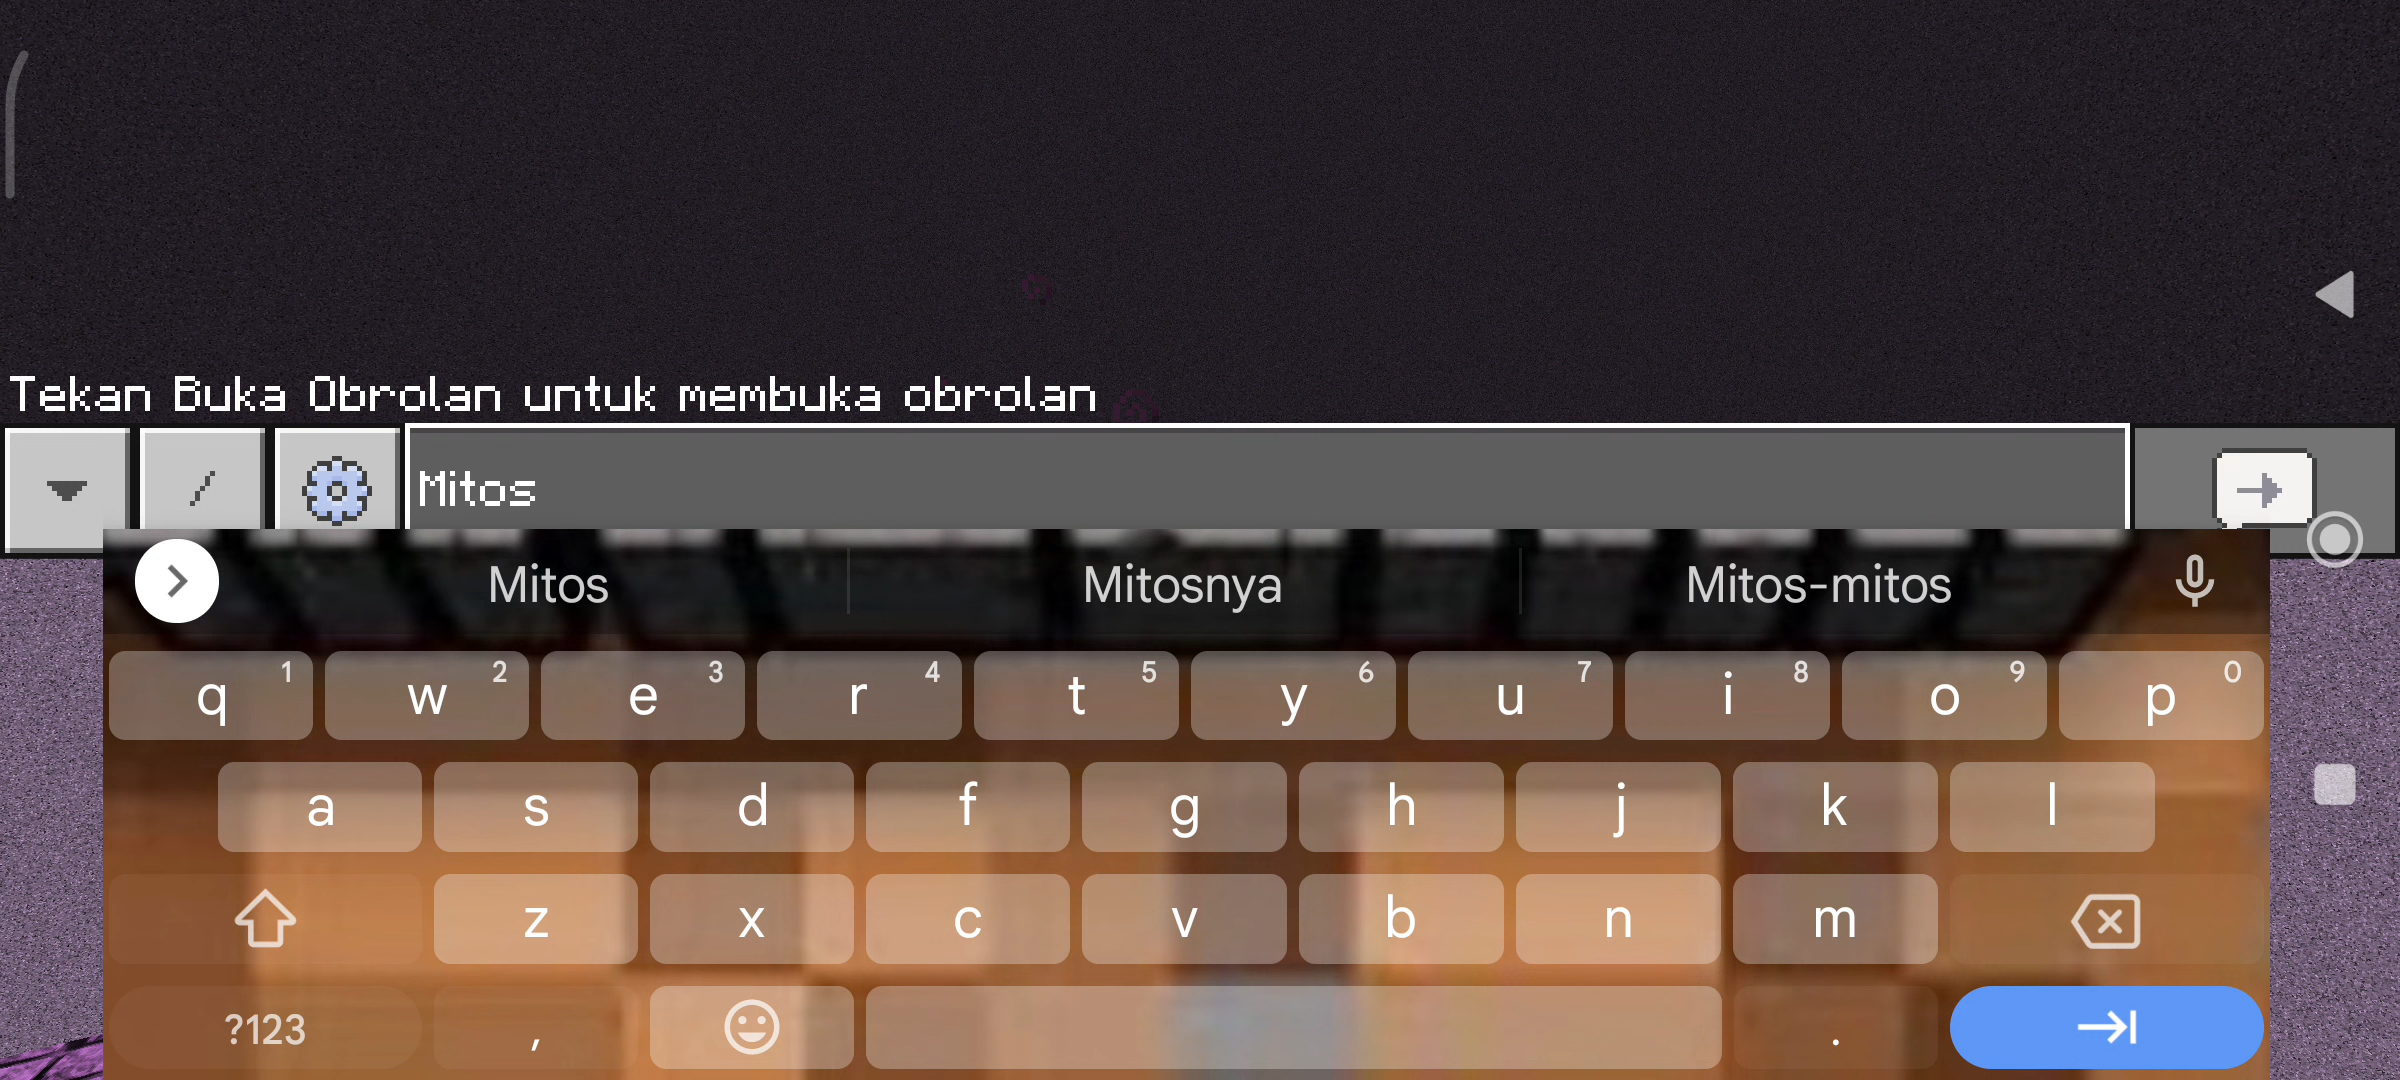 Tekan Buka Obrolan untuk membuka obrolan
/
Mitos
Mitos Mitosnya Mitos-mitos
q 1 w 2 e 3 r 4 t 5 y 6 u 7 i 8 o 9 p 0
a s d f g h j k l
z x c v b n m
?123 , .